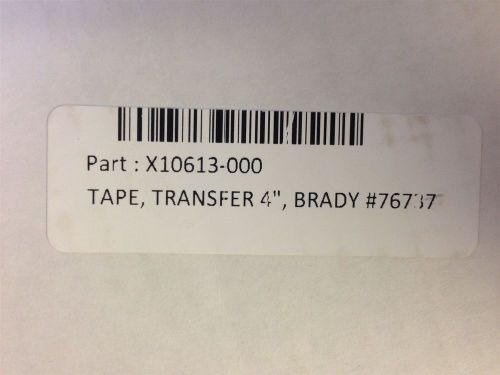 Part : X10613-000
TAPE, TRANSFER 4", BRADY #76737